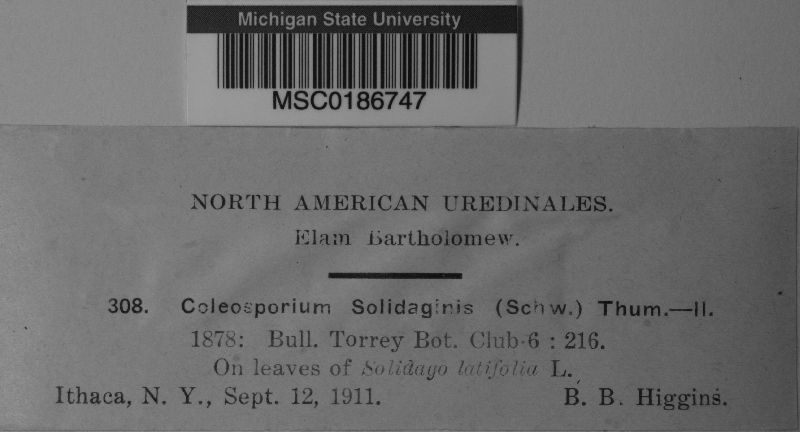 Michigan State University
MSC0186747
NORTH AMERICAN UREDINALES.
Elam Bartholomew.
308. Coleosporium Solidaginis (Schw.) Thum.—II.
1878: Bull. Torrey Bot. Club 6 : 216.
On leaves of Solidago latifolia L.
Ithaca, N. Y., Sept. 12, 1911. B. B. Higgins.